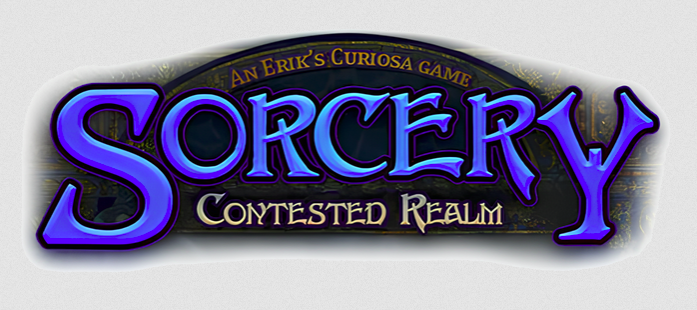 An Erik's Curiosa game
Sorcery
Contested Realm